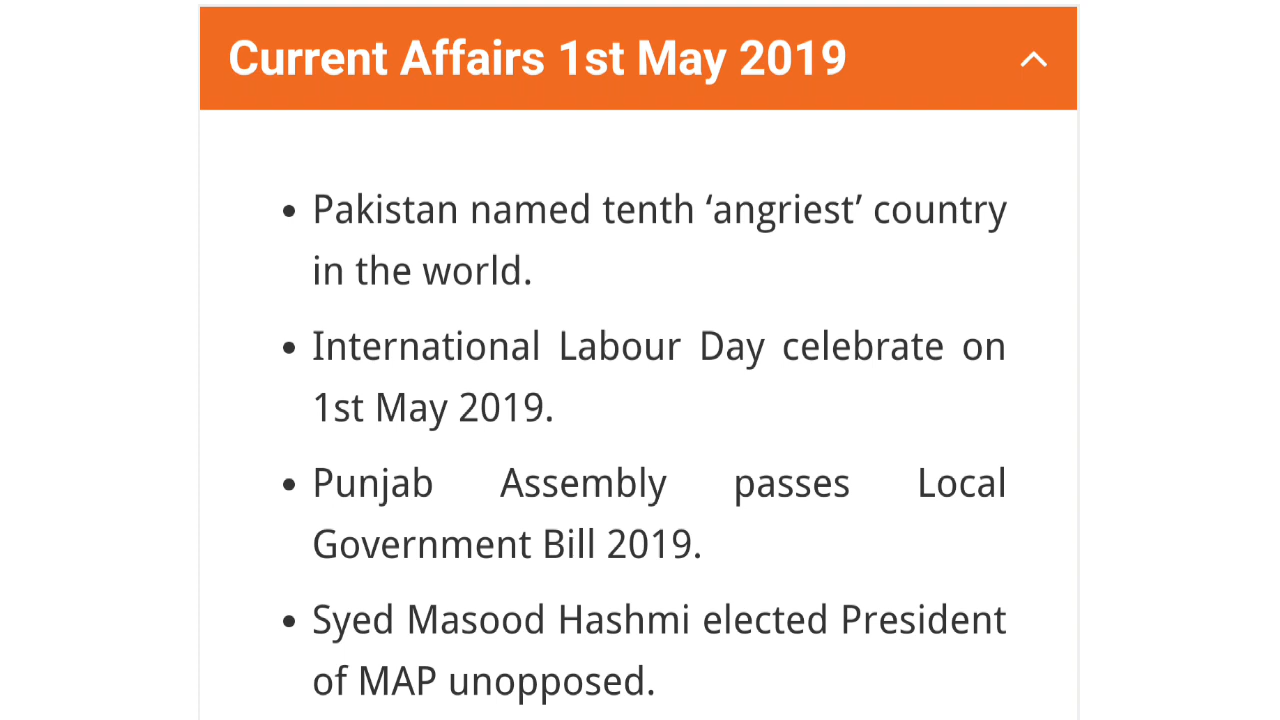 Current Affairs 1st May 2019
• Pakistan named tenth ‘angriest’ country
in the world.
• International Labour Day celebrate on
1st May 2019.
• Punjab Assembly passes Local
Government Bill 2019.
• Syed Masood Hashmi elected President
of MAP unopposed.